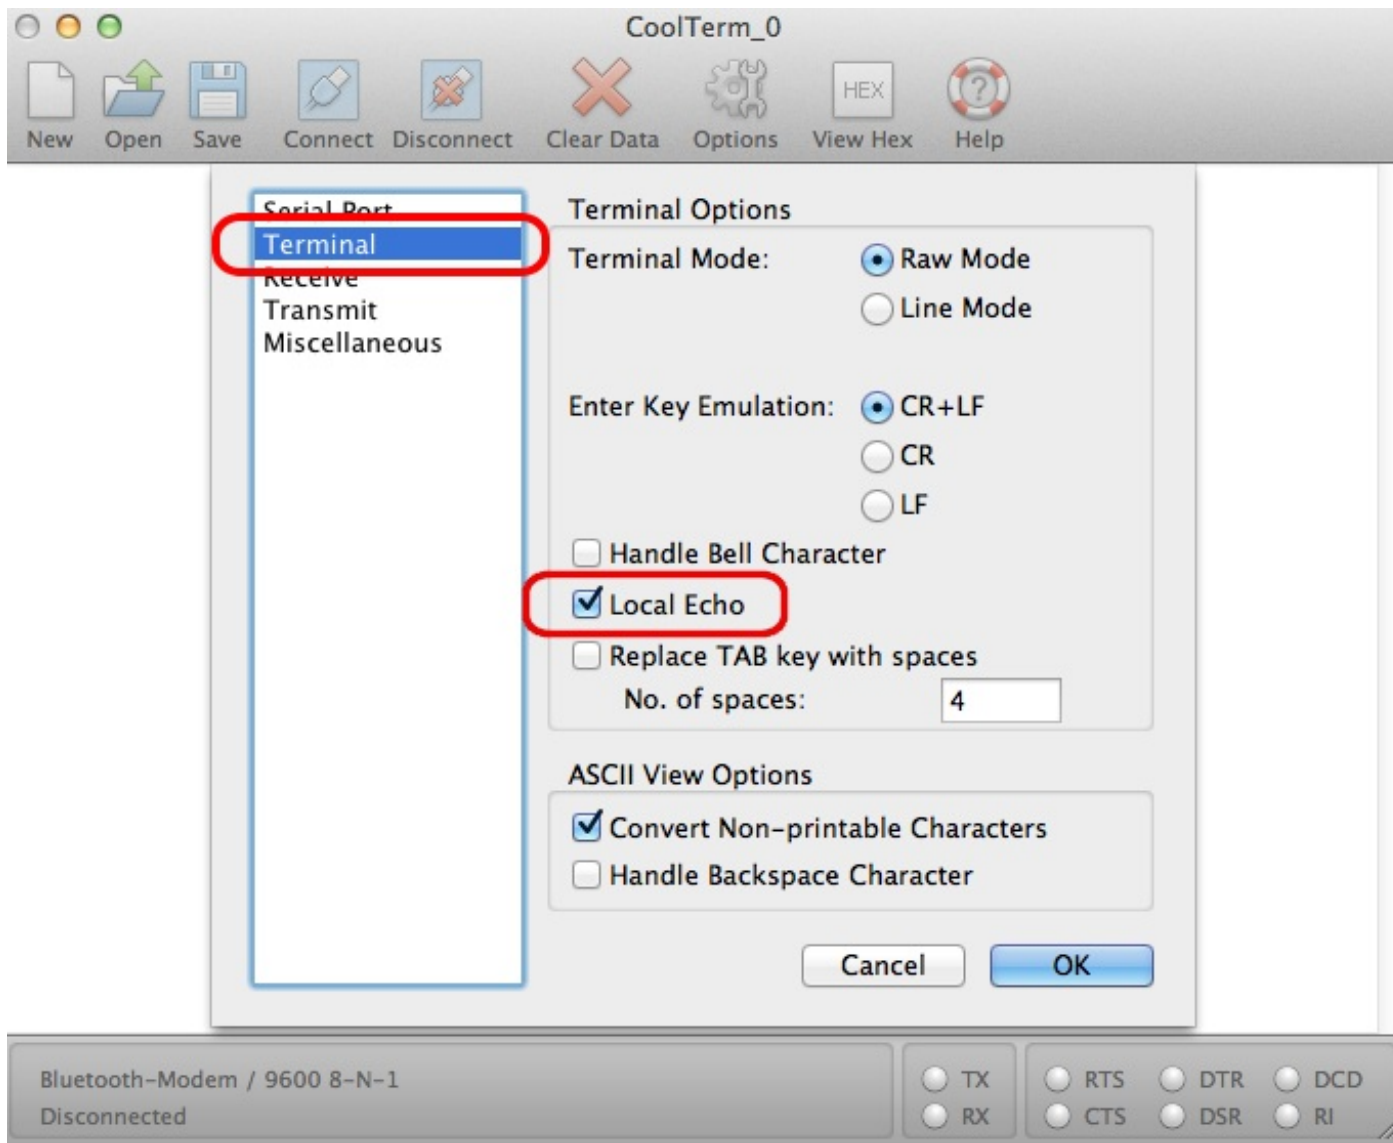 CoolTerm_0
New Open Save Connect Disconnect Clear Data Options View Hex Help
HEX
?
Serial Port
Terminal
Receive
Transmit
Miscellaneous
Terminal Options
Terminal Mode: Raw Mode
Line Mode
Enter Key Emulation: CR+LF
CR
LF
Handle Bell Character
Local Echo
Replace TAB key with spaces
No. of spaces: 4
ASCII View Options
Convert Non-printable Characters
Handle Backspace Character
Cancel OK
Bluetooth-Modem / 9600 8-N-1
Disconnected
TX RTS DTR DCD
RX CTS DSR RI